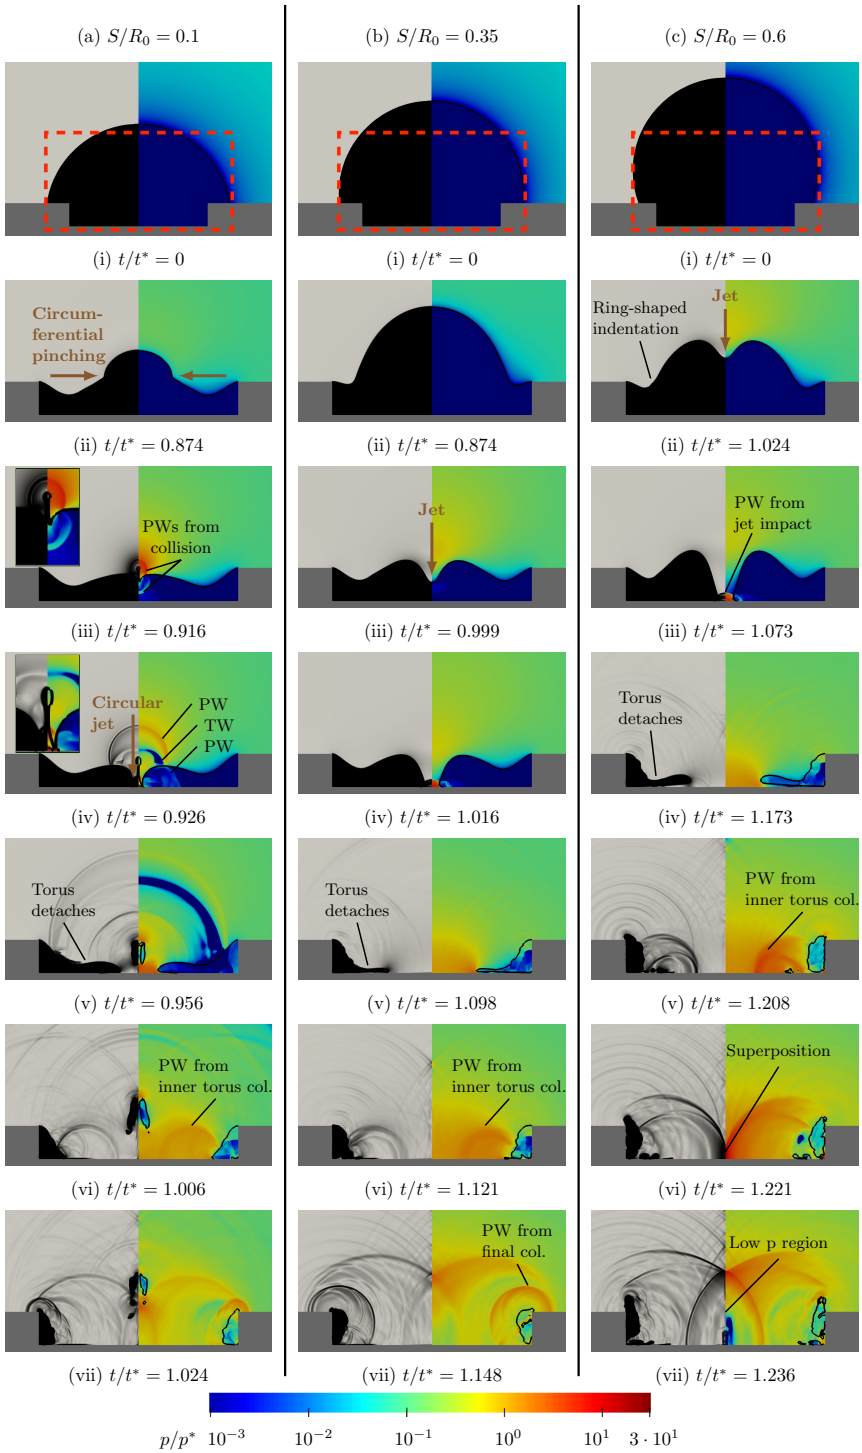 (a) S/R₀ = 0.1
(b) S/R₀ = 0.35
(c) S/R₀ = 0.6
(i) t/t* = 0
(i) t/t* = 0
(i) t/t* = 0
Circum-
ferential
pinching
Ring-shaped
indentation
Jet
(ii) t/t* = 0.874
(ii) t/t* = 0.874
(ii) t/t* = 1.024
PWs from
collision
Jet
PW from
jet impact
(iii) t/t* = 0.916
(iii) t/t* = 0.999
(iii) t/t* = 1.073
Circular
jet
PW
TW
PW
Torus
detaches
(iv) t/t* = 0.926
(iv) t/t* = 1.016
(iv) t/t* = 1.173
Torus
detaches
Torus
detaches
PW from
inner torus col.
(v) t/t* = 0.956
(v) t/t* = 1.098
(v) t/t* = 1.208
PW from
inner torus col.
PW from
inner torus col.
Superposition
(vi) t/t* = 1.006
(vi) t/t* = 1.121
(vi) t/t* = 1.221
PW from
final col.
Low p region
(vii) t/t* = 1.024
(vii) t/t* = 1.148
(vii) t/t* = 1.236
p/p* 10⁻³ 10⁻² 10⁻¹ 10⁰ 10¹ 3 · 10¹